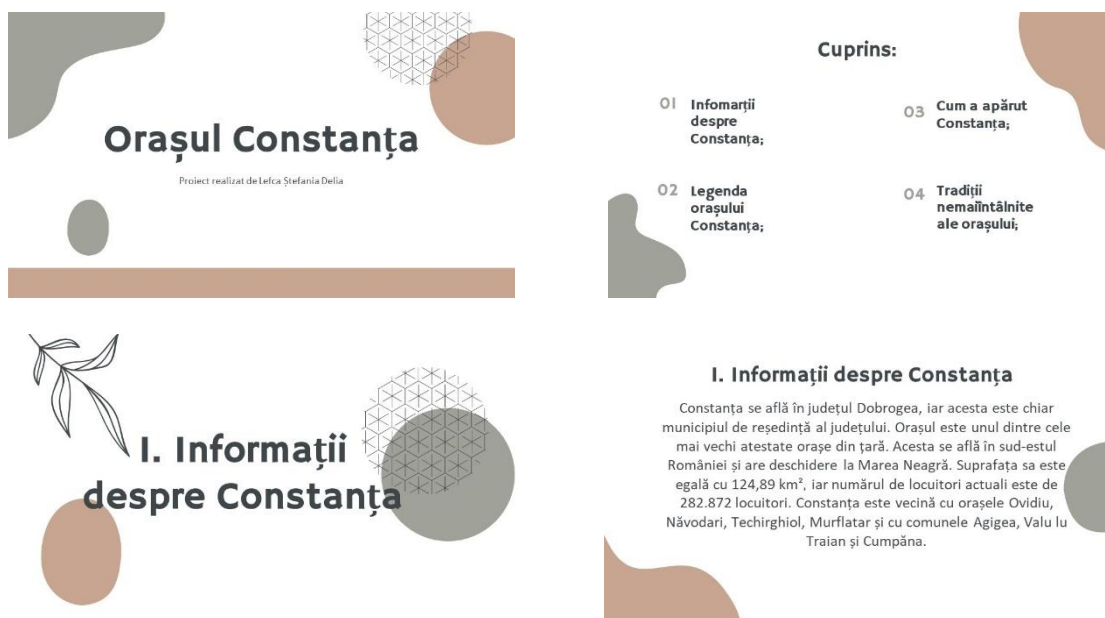 Orașul Constanța
Proiect realizat de Lefca Ștefania Delia
Cuprins:
01 Infomarții
despre
Constanța;
02 Legenda
orașului
Constanța;
03 Cum a apărut
Constanța;
04 Tradiții
nemaiîntâlnite
ale orașului;
I. Informații
despre Constanța
I. Informații despre Constanța
Constanța se află în județul Dobrogea, iar acesta este chiar
municipiul de reședință al județului. Orașul este unul dintre cele
mai vechi atestate orașe din țară. Acesta se află în sud-estul
României și are deschidere la Marea Neagră. Suprafața sa este
egală cu 124,89 km², iar numărul de locuitori actuali este de
282.872 locuitori. Constanța este vecină cu orașele Ovidiu,
Năvodari, Techirghiol, Murflatar și cu comunele Agigea, Valu lu
Traian și Cumpăna.